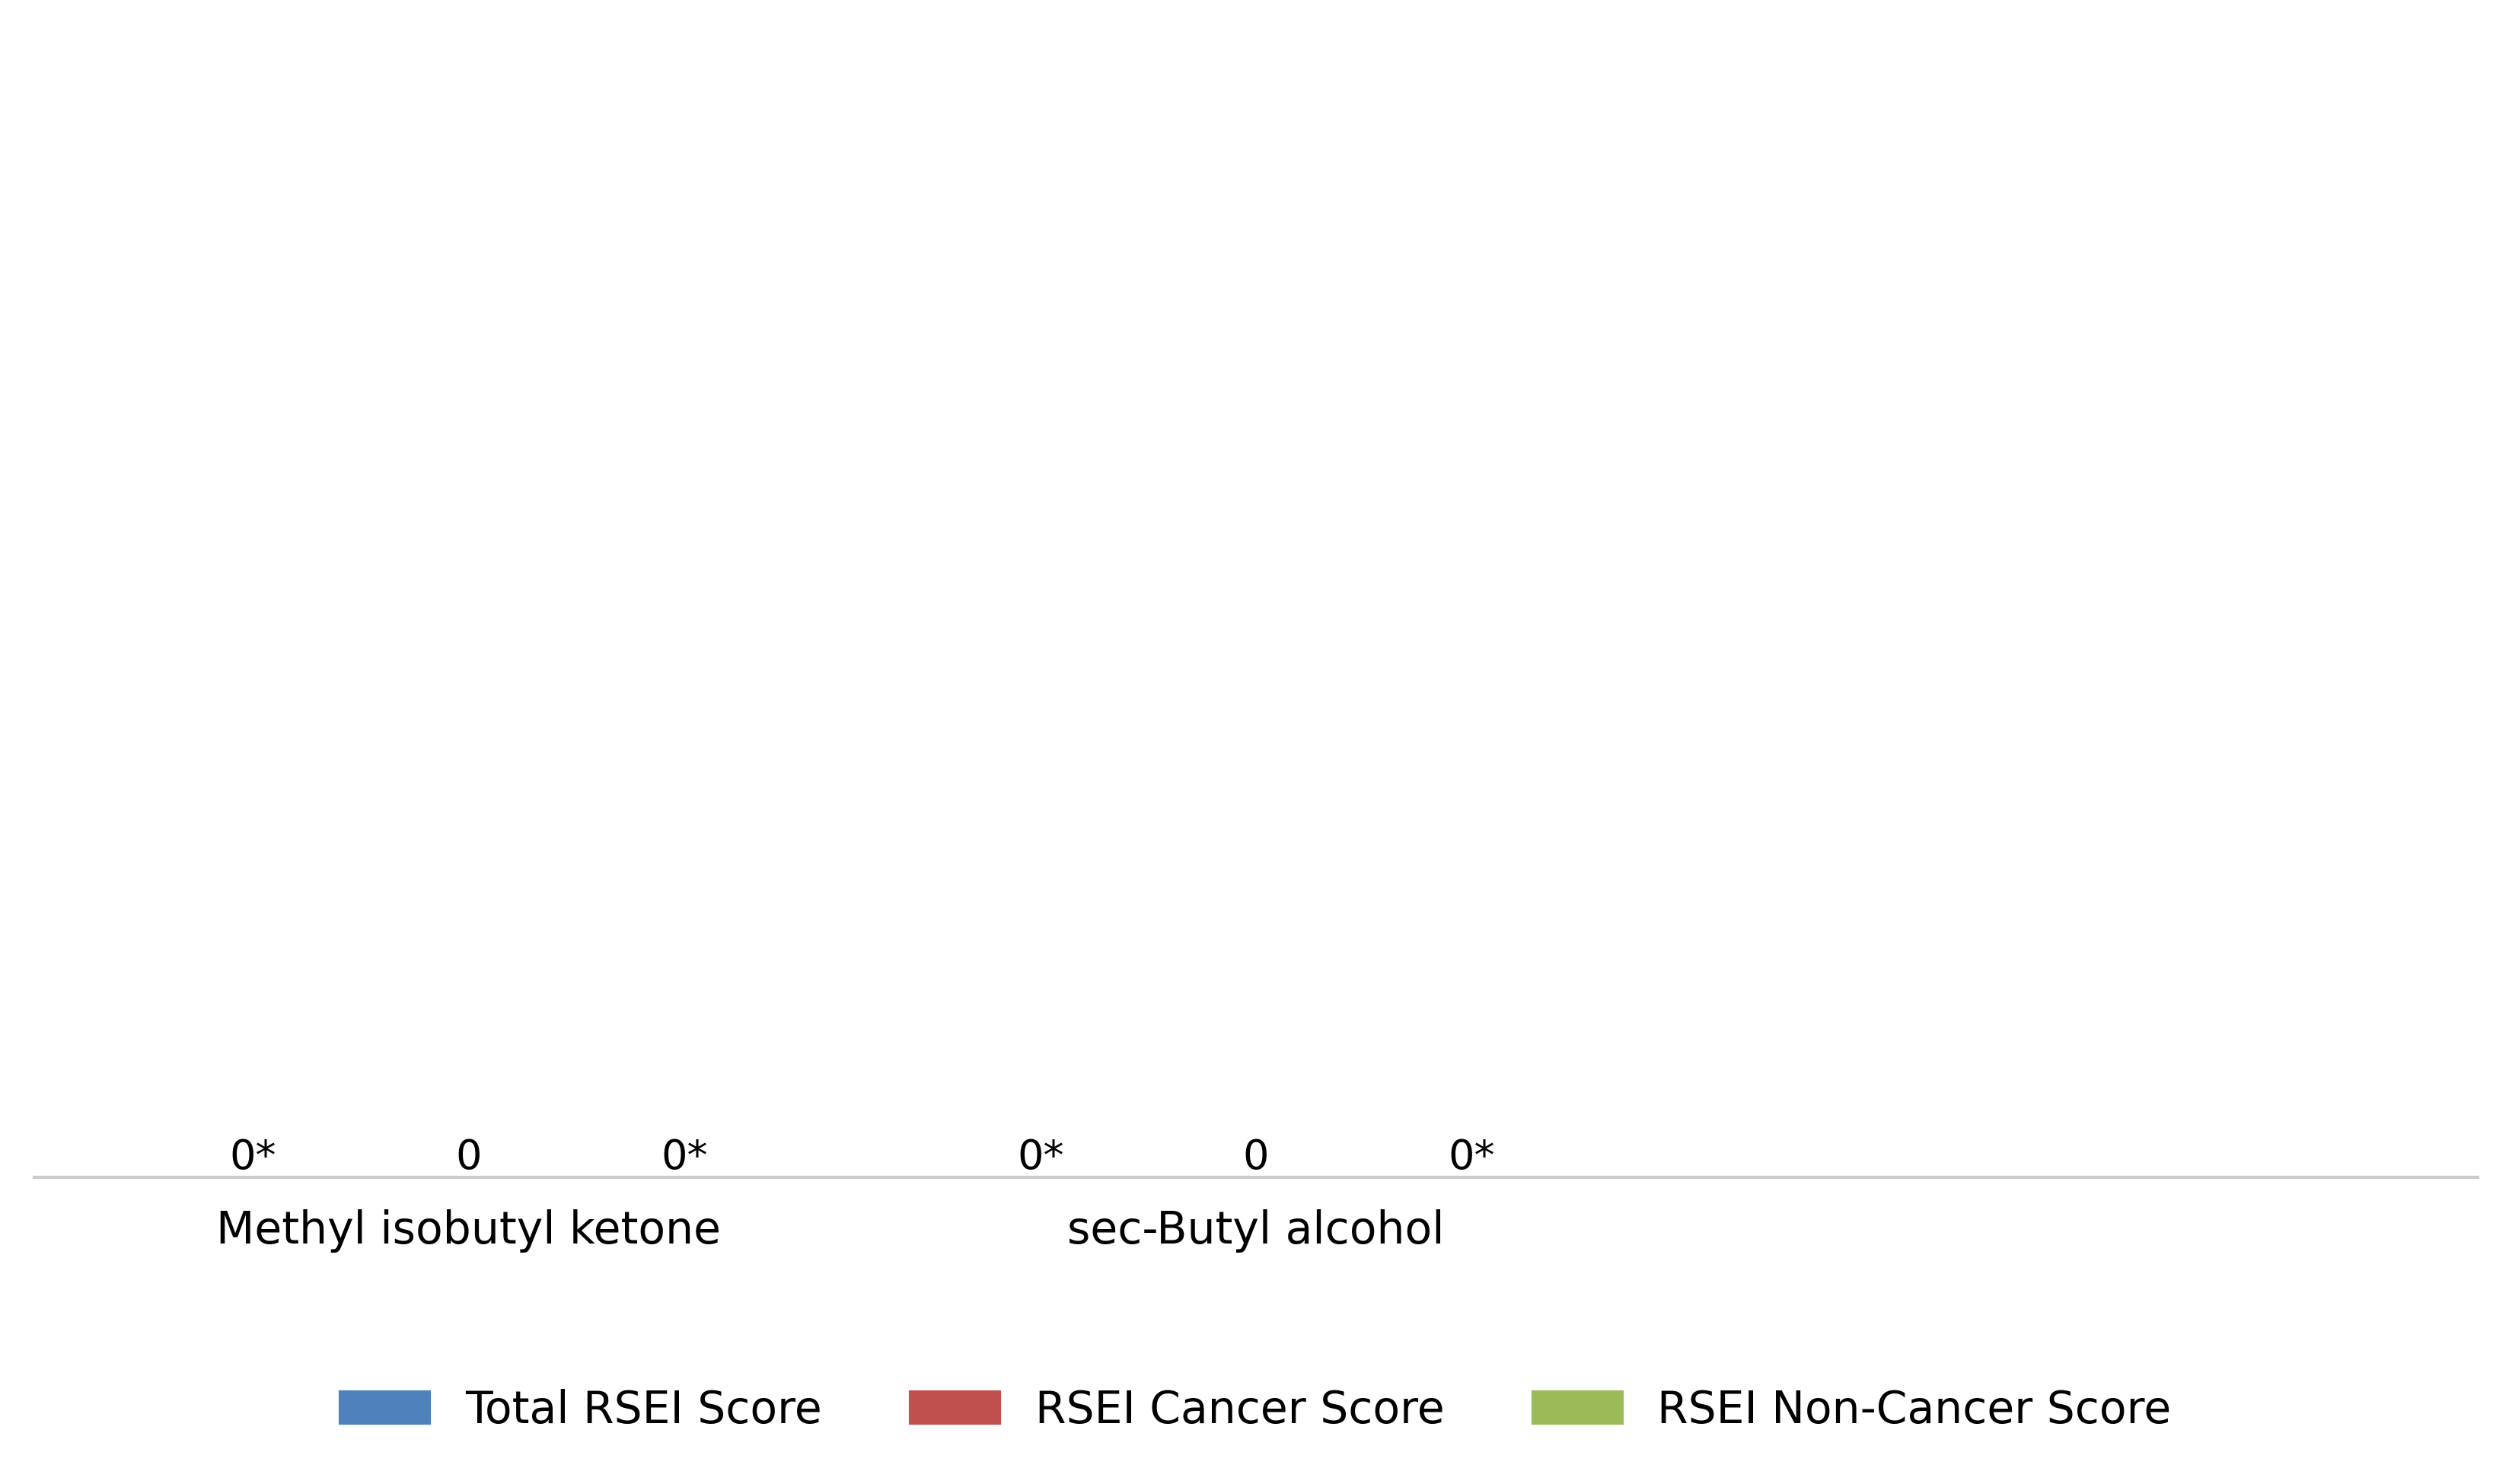 0* 0 0* 0* 0 0*
Methyl isobutyl ketone sec-Butyl alcohol
Total RSEI Score RSEI Cancer Score RSEI Non-Cancer Score